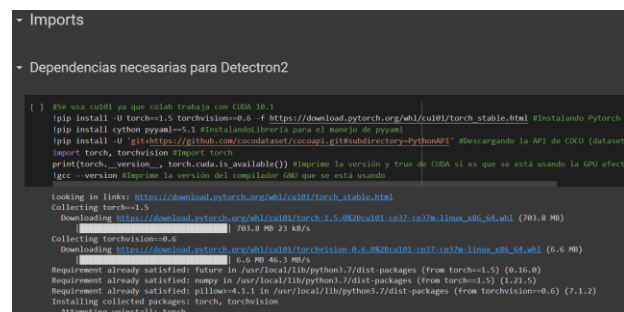 Imports
Dependencias necesarias para Detectron2
[ ] #Se usa cu101 ya que colab trabaja con CUDA 10.1
!pip install -U torch==1.5 torchvision==0.6 -f https://download.pytorch.org/whl/cu101/torch_stable.html #Instalando Pytorch
!pip install cython pyyaml==5.1 #InstalandoLibreria para el manejo de pyyaml
!pip install -U 'git+https://github.com/cocodataset/cocoapi.git#subdirectory=PythonAPI' #Descargando la API de COCO (dataset
import torch, torchvision #Import torch
print(torch.__version__, torch.cuda.is_available()) #Imprime la versión y true de CUDA si es que se está usando la GPU efect
!gcc --version #Imprime la versión del compilador GNU que se está usando
Looking in links: https://download.pytorch.org/whl/cu101/torch_stable.html
Collecting torch==1.5
Downloading https://download.pytorch.org/whl/cu101/torch-1.5.0%2Bcu101-cp37-cp37m-linux_x86_64.whl (703.8 MB)
| | 703.8 MB 23 kB/s
Collecting torchvision==0.6
Downloading https://download.pytorch.org/whl/cu101/torchvision-0.6.0%2Bcu101-cp37-cp37m-linux_x86_64.whl (6.6 MB)
| | 6.6 MB 46.3 MB/s
Requirement already satisfied: future in /usr/local/lib/python3.7/dist-packages (from torch==1.5) (0.16.0)
Requirement already satisfied: numpy in /usr/local/lib/python3.7/dist-packages (from torch==1.5) (1.21.5)
Requirement already satisfied: pillow>=4.1.1 in /usr/local/lib/python3.7/dist-packages (from torchvision==0.6) (7.1.2)
Installing collected packages: torch, torchvision
Attempting uninstall: torch